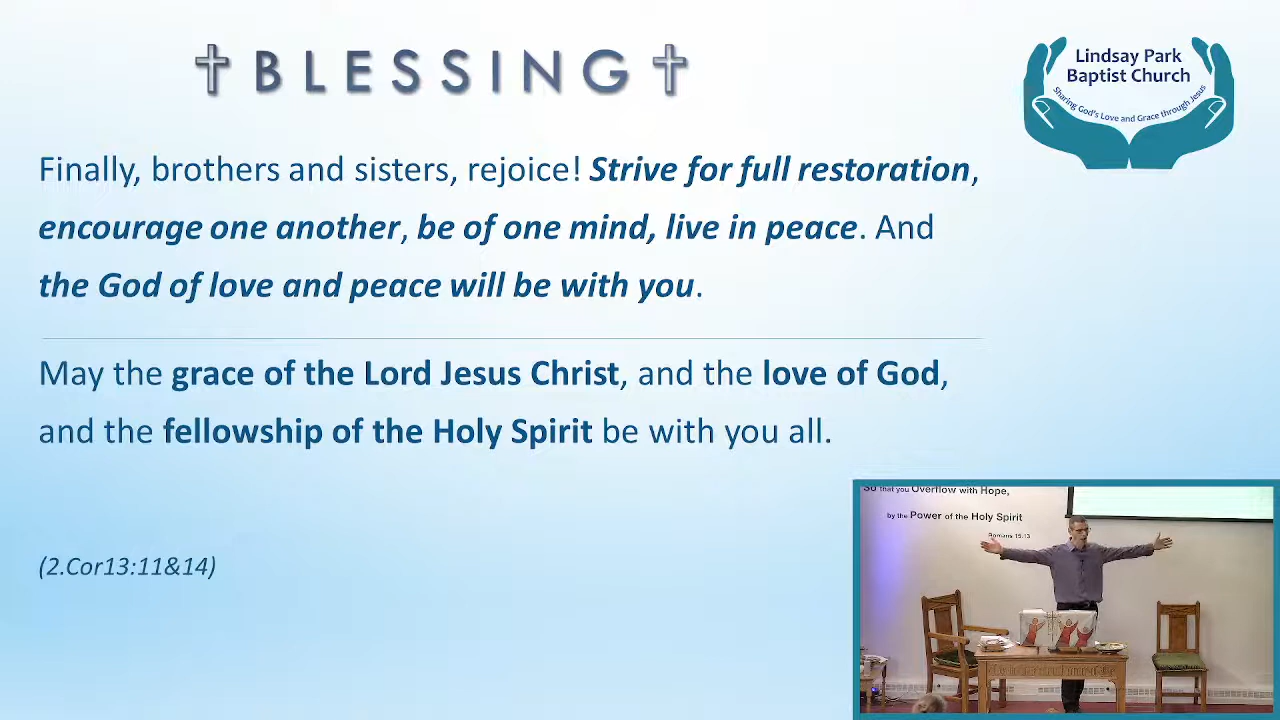 BLESSING
Lindsay Park
Baptist Church
Sharing God's Love and Grace through Jesus
Finally, brothers and sisters, rejoice! Strive for full restoration,
encourage one another, be of one mind, live in peace. And
the God of love and peace will be with you.
May the grace of the Lord Jesus Christ, and the love of God,
and the fellowship of the Holy Spirit be with you all.
(2.Cor13:11&14)
So that you Overflow with Hope,
by the Power of the Holy Spirit
Romans 15.13